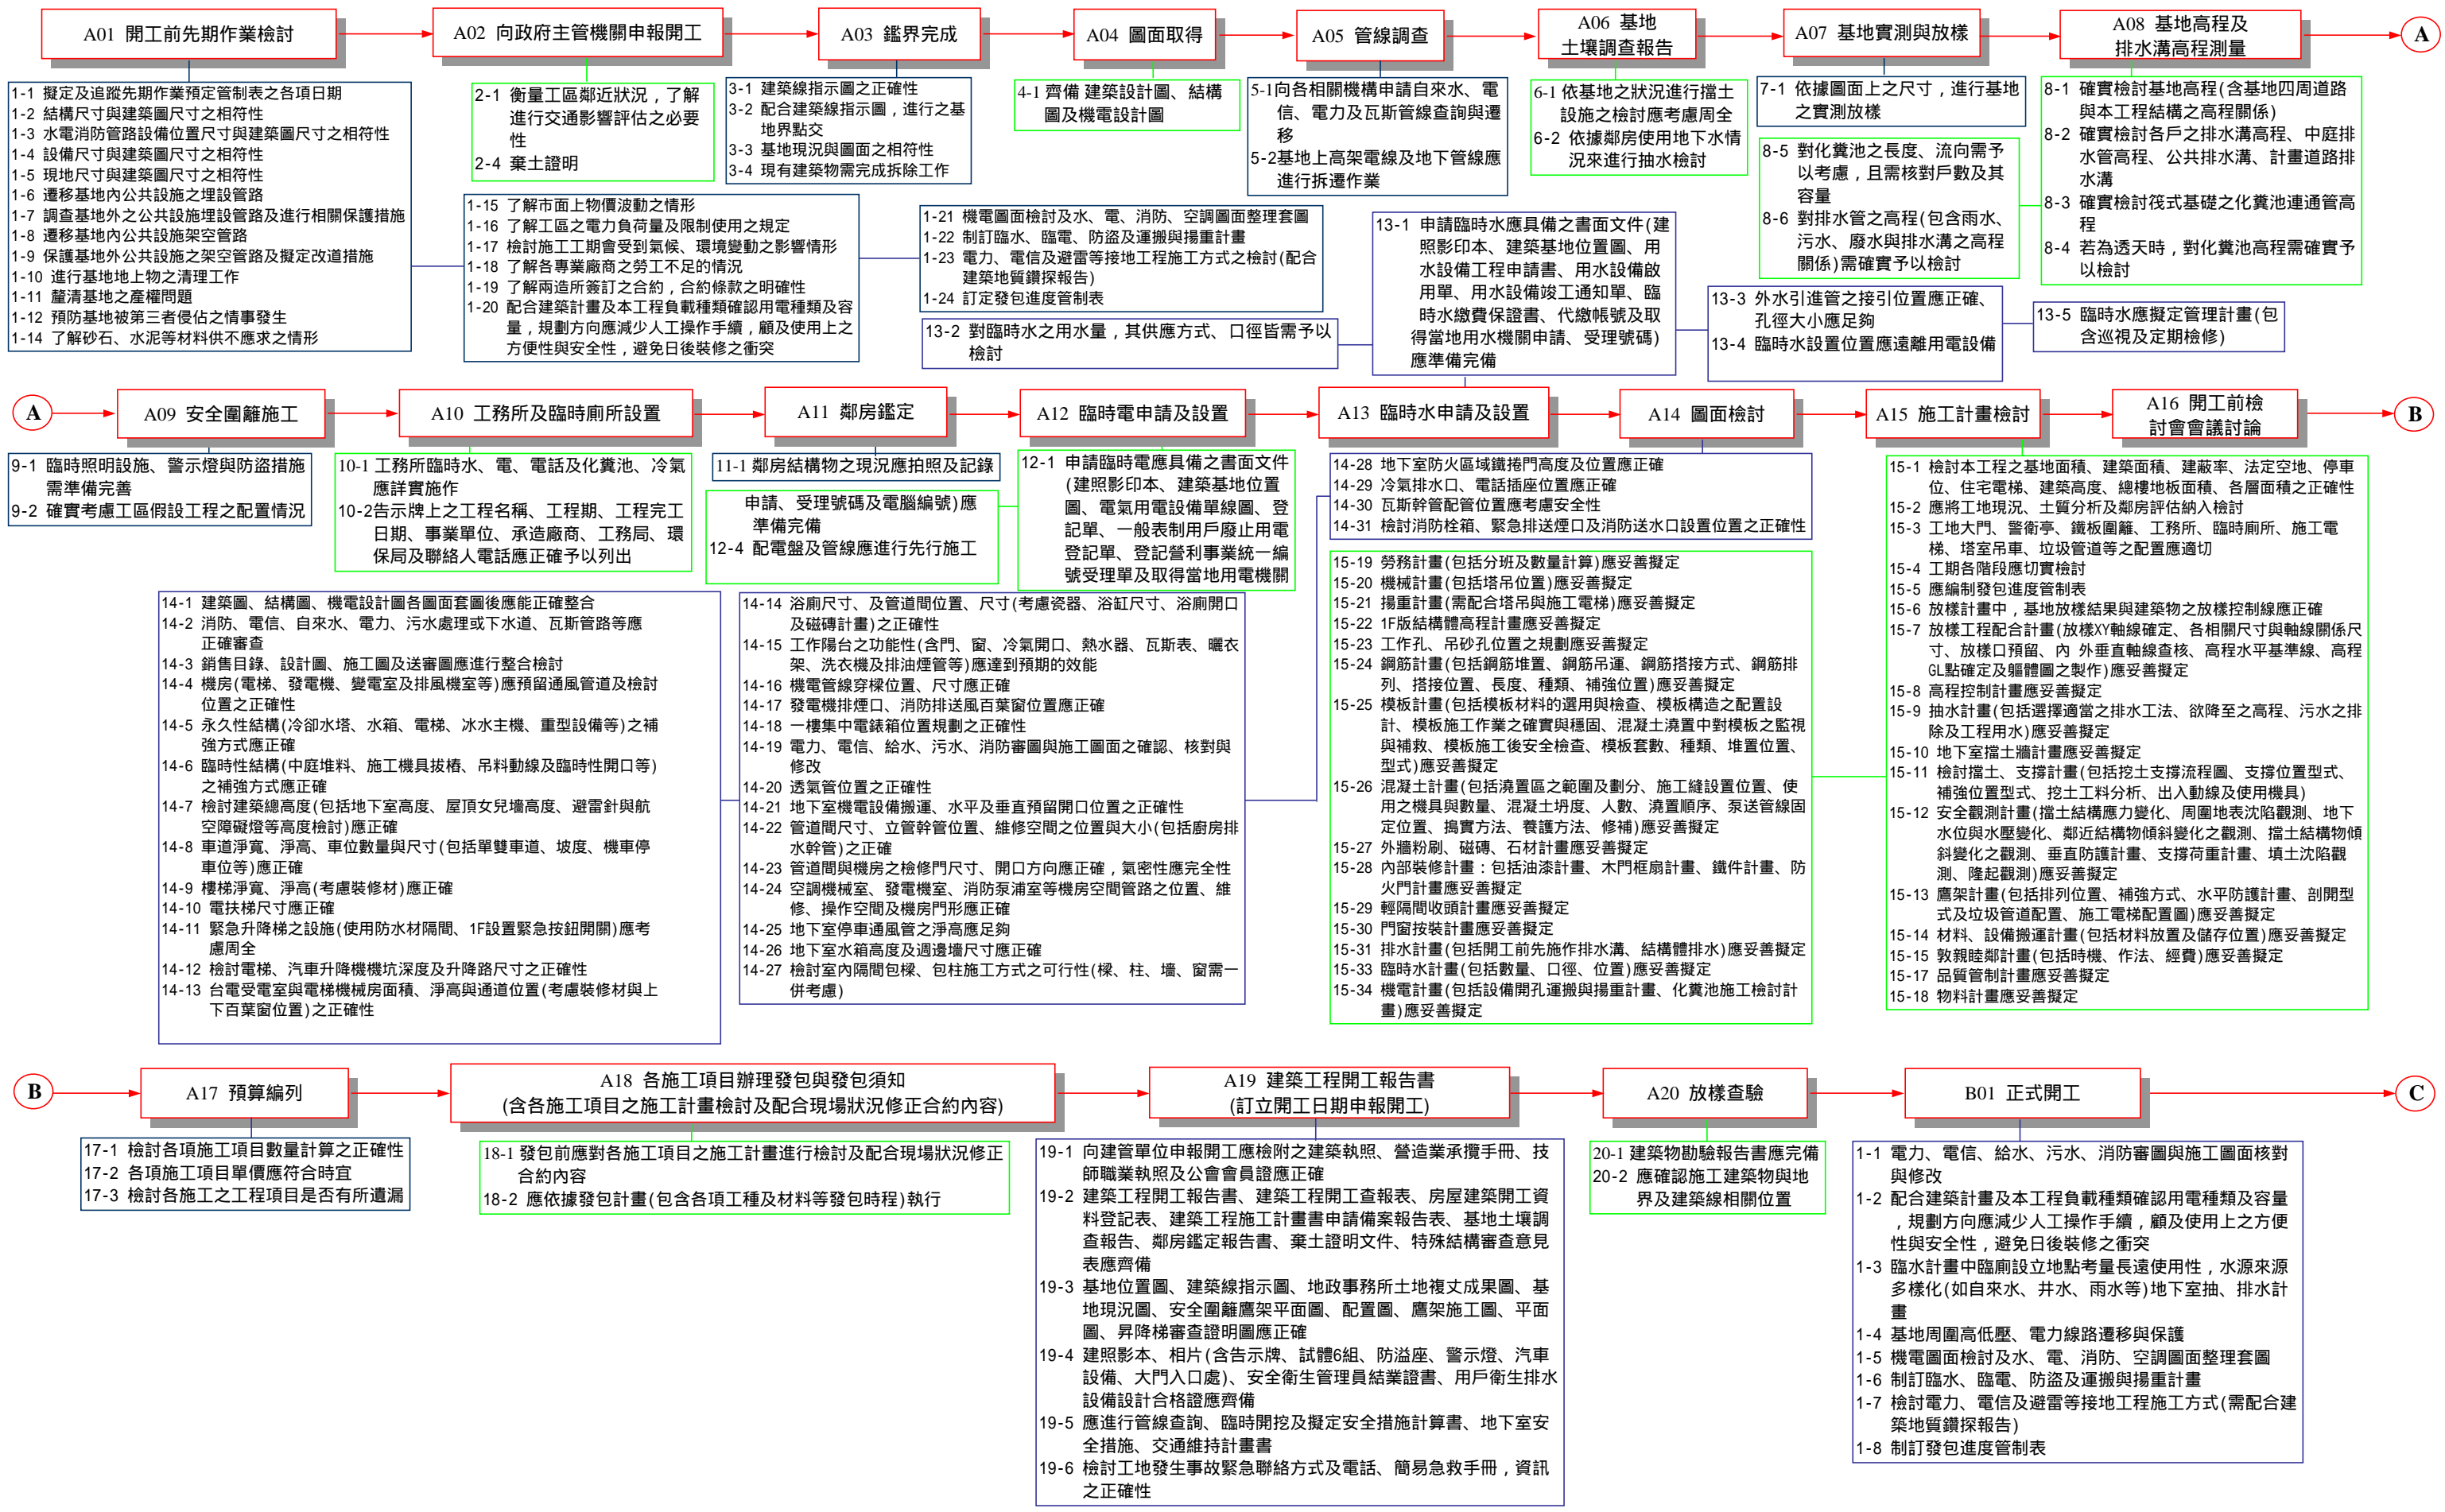 A01 開工前先期作業檢討
A02 向政府主管機關申報開工
A03 鑑界完成
A04 圖面取得
A05 管線調查
A06 基地
土壤調查報告
A07 基地實測與放樣
A08 基地高程及
排水溝高程測量
A
1-1 擬定及追蹤先期作業預定管制表之各項日期
1-2 結構尺寸與建築圖尺寸之相符性
1-3 水電消防管路設備位置尺寸與建築圖尺寸之相符性
1-4 設備尺寸與建築圖尺寸之相符性
1-5 現地尺寸與建築圖尺寸之相符性
1-6 遷移基地內公共設施之埋設管路
1-7 調查基地外之公共設施埋設管路及進行相關保護措施
1-8 遷移基地內公共設施架空管路
1-9 保護基地外公共設施之架空管路及擬定改道措施
1-10 進行基地地上物之清理工作
1-11 釐清基地之產權問題
1-12 預防基地被第三者侵佔之情事發生
1-14 了解砂石、水泥等材料供不應求之情形
2-1 衡量工區鄰近狀況，了解
進行交通影響評估之必要
性
2-4 棄土證明
3-1 建築線指示圖之正確性
3-2 配合建築線指示圖，進行之基
地界點交
3-3 基地現況與圖面之相符性
3-4 現有建築物需完成拆除工作
4-1 齊備 建築設計圖、結構
圖及機電設計圖
5-1向各相關機構申請自來水、電
信、電力及瓦斯管線查詢與遷
移
5-2基地上高架電線及地下管線應
進行拆遷作業
6-1 依基地之狀況進行擋土
設施之檢討應考慮周全
6-2 依據鄰房使用地下水情
況來進行抽水檢討
7-1 依據圖面上之尺寸，進行基地
之實測放樣
8-1 確實檢討基地高程(含基地四周道路
與本工程結構之高程關係)
8-2 確實檢討各戶之排水溝高程、中庭排
水管高程、公共排水溝、計畫道路排
水溝
8-3 確實檢討筏式基礎之化糞池連通管高
程
8-4 若為透天時，對化糞池高程需確實予
以檢討
8-5 對化糞池之長度、流向需予
以考慮，且需核對戶數及其
容量
8-6 對排水管之高程(包含雨水、
污水、廢水與排水溝之高程
關係)需確實予以檢討
1-15 了解市面上物價波動之情形
1-16 了解工區之電力負荷量及限制使用之規定
1-17 檢討施工工期會受到氣候、環境變動之影響情形
1-18 了解各專業廠商之勞工不足的情況
1-19 了解兩造所簽訂之合約，合約條款之明確性
1-20 配合建築計畫及本工程負載種類確認用電種類及容
量，規劃方向應減少人工操作手續，顧及使用上之
方便性與安全性，避免日後裝修之衝突
1-21 機電圖面檢討及水、電、消防、空調圖面整理套圖
1-22 制訂臨水、臨電、防盜及運搬與揚重計畫
1-23 電力、電信及避雷等接地工程施工方式之檢討(配合
建築地質鑽探報告)
1-24 訂定發包進度管制表
13-2 對臨時水之用水量，其供應方式、口徑皆需予以
檢討
13-1 申請臨時水應具備之書面文件(建
照影印本、建築基地位置圖、用
水設備工程申請書、用水設備啟
用單、用水設備竣工通知單、臨
時水繳費保證書、代繳帳號及取
得當地用水機關申請、受理號碼)
應準備完備
13-3 外水引進管之接引位置應正確、
孔徑大小應足夠
13-4 臨時水設置位置應遠離用電設備
13-5 臨時水應擬定管理計畫(包
含巡視及定期檢修)
A
A09 安全圍離施工
A10 工務所及臨時廁所設置
A11 鄰房鑑定
A12 臨時電申請及設置
A13 臨時水申請及設置
A14 圖面檢討
A15 施工計畫檢討
A16 開工前檢
討會會議討論
B
9-1 臨時照明設施、警示燈與防盜措施
需準備完善
9-2 確實考慮工區假設工程之配置情況
10-1 工務所臨時水、電、電話及化糞池、冷氣
應詳實施作
10-2告示牌上之工程名稱、工程期、工程完工
日期、事業單位、承造廠商、工務局、環
保局及聯絡人電話應正確予以列出
11-1 鄰房結構物之現況應拍照及記錄
12-1 申請臨時電應具備之書面文件
(建照影印本、建築基地位置
圖、電氣用電設備單線圖、登
記單、一般表制用戶廢止用電
登記單、登記營利事業統一編
號受理單及取得當地用電機關
申請、受理號碼及電腦編號)應
準備完備
12-4 配電盤及管線應進行先行施工
14-28 地下室防火區域鐵捲門高度及位置應正確
14-29 冷氣排水口、電話插座位置應正確
14-30 瓦斯幹管配管位置應考慮安全性
14-31 檢討消防栓箱、緊急排送煙口及消防送水口設置位置之正確性
14-1 建築圖、結構圖、機電設計圖各圖面套圖後應能正確整合
14-2 消防、電信、自來水、電力、污水處理或下水道、瓦斯管路等應
正確審查
14-3 銷售目錄、設計圖、施工圖及送審圖應進行整合檢討
14-4 機房(電梯、發電機、變電室及排風機室等)應預留通風管道及檢討
位置之正確性
14-5 永久性結構(冷卻水塔、水箱、電梯、冰水主機、重型設備等)之補
強方式應正確
14-6 臨時性結構(中庭堆料、施工機具拔樁、吊料動線及臨時性開口等)
之補強方式應正確
14-7 檢討建築總高度(包括地下室高度、屋頂女兒墻高度、避雷針與航
空障礙燈等高度檢討)應正確
14-8 車道淨寬、淨高、車位數量與尺寸(包括單雙車道、坡度、機車停
車位等)應正確
14-9 樓梯淨寬、淨高(考慮裝修材)應正確
14-10 電扶梯尺寸應正確
14-11 緊急升降梯之設施(使用防水材隔間、1F設置緊急按鈕開關)應考
慮周全
14-12 檢討電梯、汽車升降機機坑深度及升降路尺寸之正確性
14-13 台電受電室與電梯機械房面積、淨高與通道位置(考慮裝修材與上
下百葉窗位置)之正確性
14-14 浴廁尺寸、及管道間位置、尺寸(考慮瓷器、浴缸尺寸、浴廁開口
及磁磚計畫)之正確性
14-15 工作陽台之功能性(含門、窗、冷氣開口、熱水器、瓦斯表、曬衣
架、洗衣機及排油煙管等)應達到預期的效能
14-16 機電管線穿樑位置、尺寸應正確
14-17 發電機排煙口、消防排送風百葉窗位置應正確
14-18 一樓集中電錶箱位置規劃之正確性
14-19 電力、電信、給水、污水、消防審圖與施工圖面之確認、核對與
修改
14-20 透氣管位置之正確性
14-21 地下室機電設備搬運、水平及垂直預留開口位置之正確性
14-22 管道間尺寸、立管幹管位置、維修空間之位置與大小(包括廚房排
水幹管)之正確
14-23 管道間與機房之檢修門尺寸、開口方向應正確，氣密性應完全性
14-24 空調機械室、發電機室、消防泵浦室等機房空間管路之位置、維
修、操作空間及機房門形應正確
14-25 地下室停車通風管之淨高應足夠
14-26 地下室水箱高度及週邊墻尺寸應正確
14-27 檢討室內隔間包樑、包柱施工方式之可行性(樑、柱、墻、窗需一
併考慮)
15-19 勞務計畫(包括分班及數量計算)應妥善擬定
15-20 機械計畫(包括塔吊位置)應妥善擬定
15-21 揚重計畫(需配合塔吊與施工電梯)應妥善擬定
15-22 1F版結構體高程計畫應妥善擬定
15-23 工作孔、吊砂孔位置之規劃應妥善擬定
15-24 鋼筋計畫(包括鋼筋堆置、鋼筋吊運、鋼筋搭接方式、鋼筋排
列、搭接位置、長度、種類、補強位置)應妥善擬定
15-25 模板計畫(包括模板材料的選用與檢查、模板構造之配置設
計、模板施工作業之確實與穩固、混凝土澆置中對模板之監視
與補救、模板施工後安全檢查、模板套數、種類、堆置位置、
型式)應妥善擬定
15-26 混凝土計畫(包括澆置區之範圍及劃分、施工縫設置位置、使
用之機具與數量、混凝土坍度、人數、澆置順序、泵送管線固
定位置、搗實方法、養護方法、修補)應妥善擬定
15-27 外牆粉刷、磁磚、石材計畫應妥善擬定
15-28 內部裝修計畫：包括油漆計畫、木門框扇計畫、鐵件計畫、防
火門計畫應妥善擬定
15-29 輕隔間收頭計畫應妥善擬定
15-30 門窗按裝計畫應妥善擬定
15-31 排水計畫(包括開工前先施作排水溝、結構體排水)應妥善擬定
15-33 臨時水計畫(包括數量、口徑、位置)應妥善擬定
15-34 機電計畫(包括設備開孔運搬與揚重計畫、化糞池施工檢討計
畫)應妥善擬定
15-1 檢討本工程之基地面積、建築面積、建蔽率、法定空地、停車
位、住宅電梯、建築高度、總樓地板面積、各層面積之正確性
15-2 應將工地現況、土質分析及鄰房評估納入檢討
15-3 工地大門、警衛亭、鐵板圍離、工務所、臨時廁所、施工電
梯、塔室吊車、垃圾管道等之配置應適切
15-4 工期各階段應切實檢討
15-5 應編制發包進度管制表
15-6 放樣計畫中，基地放樣結果與建築物之放樣控制線應正確
15-7 放樣工程配合計畫(放樣XY軸線確定、各相關尺寸與軸線關係尺
寸、放樣口預留、內 外垂直軸線查核、高程水平基準線、高程
GL點確定及軀體圖之製作)應妥善擬定
15-8 高程控制計畫應妥善擬定
15-9 抽水計畫(包括選擇適當之排水工法、欲降至之高程、污水之排
除及工程用水)應妥善擬定
15-10 地下室擋土牆計畫應妥善擬定
15-11 檢討擋土、支撐計畫(包括挖土支撐流程圖、支撐位置型式、
補強位置型式、挖土工料分析、出入動線及使用機具)
15-12 安全觀測計畫(擋土結構應力變化、周圍地表沈陷觀測、地下
水位與水壓變化、鄰近結構物傾斜變化之觀測、擋土結構物傾
斜變化之觀測、垂直防護計畫、支撐荷重計畫、填土沈陷觀
測、隆起觀測)應妥善擬定
15-13 鷹架計畫(包括排列位置、補強方式、水平防護計畫、剖開型
式及垃圾管道配置、施工電梯配置圖)應妥善擬定
15-14 材料、設備搬運計畫(包括材料放置及儲存位置)應妥善擬定
15-15 敦親睦鄰計畫(包括時機、作法、經費)應妥善擬定
15-17 品質管制計畫應妥善擬定
15-18 物料計畫應妥善擬定
B
A17 預算編列
A18 各施工項目辦理發包與發包須知
(含各施工項目之施工計畫檢討及配合現場狀況修正合約內容)
A19 建築工程開工報告書
(訂立開工日期申報開工)
A20 放樣查驗
B01 正式開工
C
17-1 檢討各項施工項目數量計算之正確性
17-2 各項施工項目單價應符合時宜
17-3 檢討各施工之工程項目是否有所遺漏
18-1 發包前應對各施工項目之施工計畫進行檢討及配合現場狀況修正
合約內容
18-2 應依據發包計畫(包含各項工種及材料等發包時程)執行
19-1 向建管單位申報開工應檢附之建築執照、營造業承攬手冊、技
師職業執照及公會會員證應正確
19-2 建築工程開工報告書、建築工程開工查報表、房屋建築開工資
料登記表、建築工程施工計畫書申請備案報告表、基地土壤調
查報告、鄰房鑑定報告書、棄土證明文件、特殊結構審查意見
表應齊備
19-3 基地位置圖、建築線指示圖、地政事務所土地複丈成果圖、基
地現況圖、安全圍籬鷹架平面圖、配置圖、鷹架施工圖、平面
圖、昇降梯審查證明圖應正確
19-4 建照影本、相片(含告示牌、試體6組、防溢座、警示燈、汽車
設備、大門入口處)、安全衛生管理員結業證書、用戶衛生排水
設備設計合格證應齊備
19-5 應進行管線查詢、臨時開挖及擬定安全措施計算書、地下室安
全措施、交通維持計畫書
19-6 檢討工地發生事故緊急聯絡方式及電話、簡易急救手冊，資訊
之正確性
20-1 建築物勘驗報告書應完備
20-2 應確認施工建築物與地
界及建築線相關位置
1-1 電力、電信、給水、污水、消防審圖與施工圖面核對
與修改
1-2 配合建築計畫及本工程負載種類確認用電種類及容量
，規劃方向應減少人工操作手續，顧及使用上之方便
性與安全性，避免日後裝修之衝突
1-3 臨水計畫中臨廁設立地點考量長遠使用性，水源來源
多樣化(如自來水、井水、雨水等)地下室抽、排水計
畫
1-4 基地周圍高低壓、電力線路遷移與保護
1-5 機電圖面檢討及水、電、消防、空調圖面整理套圖
1-6 制訂臨水、臨電、防盜及運搬與揚重計畫
1-7 檢討電力、電信及避雷等接地工程施工方式(需配合建
築地質鑽探報告)
1-8 制訂發包進度管制表